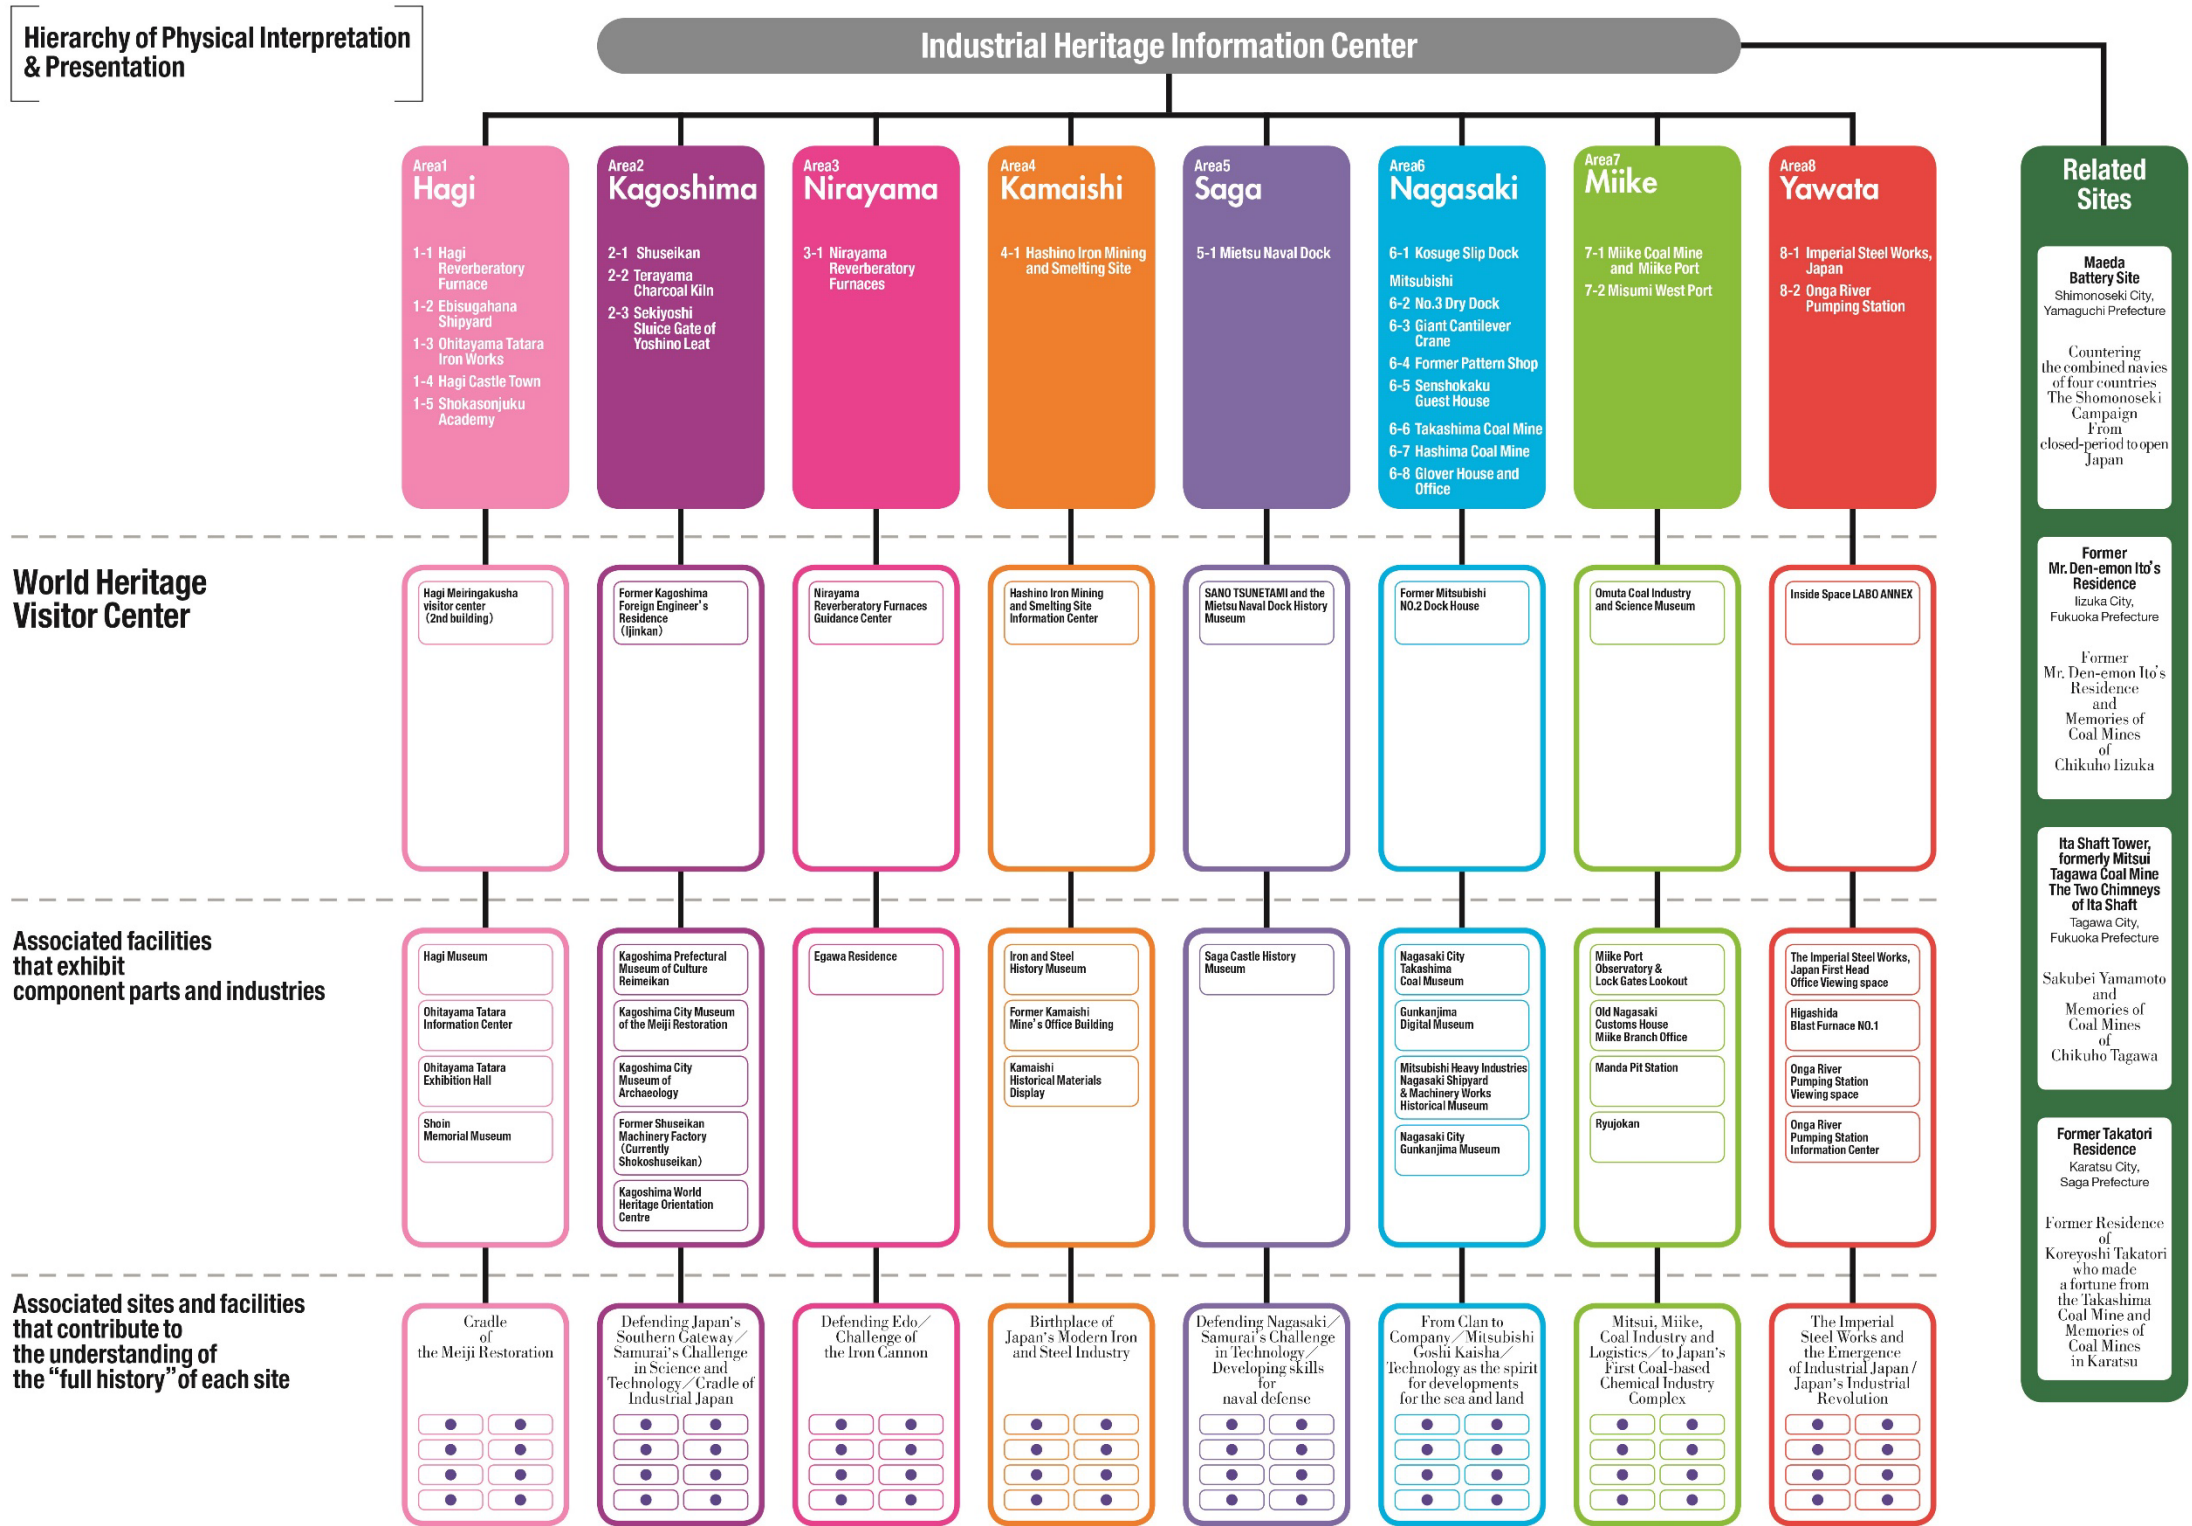 Hierarchy of Physical Interpretation
& Presentation
Industrial Heritage Information Center
Area1
Hagi
1-1 Hagi
Reverberatory
Furnace
1-2 Ebisugahana
Shipyard
1-3 Ohitayama Tatara
Iron Works
1-4 Hagi Castle Town
1-5 Shokasonjuku
Academy
Area2
Kagoshima
2-1 Shuseikan
2-2 Terayama
Charcoal Kiln
2-3 Sekiyoshi
Sluice Gate of
Yoshino Leat
Area3
Nirayama
3-1 Nirayama
Reverberatory
Furnaces
Area4
Kamaishi
4-1 Hashino Iron Mining
and Smelting Site
Area5
Saga
5-1 Mietsu Naval Dock
Area6
Nagasaki
6-1 Kosuge Slip Dock
Mitsubishi
6-2 No.3 Dry Dock
6-3 Giant Cantilever
Crane
6-4 Former Pattern Shop
6-5 Senshokaku
Guest House
6-6 Takashima Coal Mine
6-7 Hashima Coal Mine
6-8 Glover House and
Office
Area7
Miike
7-1 Miike Coal Mine
and Miike Port
7-2 Misumi West Port
Area8
Yawata
8-1 Imperial Steel Works,
Japan
8-2 Onga River
Pumping Station
World Heritage
Visitor Center
Hagi Meiringakusha
visitor center
(2nd building)
Former Kagoshima
Foreign Engineer's
Residence
(Ijinkan)
Nirayama
Reverberatory Furnaces
Guidance Center
Hashino Iron Mining
and Smelting Site
Information Center
SANO TSUNETAMI and the
Mietsu Naval Dock History
Museum
Former Mitsubishi
NO.2 Dock House
Omuta Coal Industry
and Science Museum
Inside Space LABO ANNEX
Associated facilities
that exhibit
component parts and industries
Hagi Museum
Ohitayama Tatara
Information Center
Ohitayama Tatara
Exhibition Hall
Shoin
Memorial Museum
Kagoshima Prefectural
Museum of Culture
Reimeikan
Kagoshima City Museum
of the Meiji Restoration
Kagoshima City
Museum of
Archaeology
Former Shuseikan
Machinery Factory
(Currently
Shokoshuseikan)
Kagoshima World
Heritage Orientation
Centre
Egawa Residence
Iron and Steel
History Museum
Former Kamaishi
Mine's Office Building
Kamaishi
Historical Materials
Display
Saga Castle History
Museum
Nagasaki City
Takashima
Coal Museum
Gunkanjima
Digital Museum
Mitsubishi Heavy Industries
Nagasaki Shipyard
& Machinery Works
Historical Museum
Nagasaki City
Gunkanjima Museum
Miike Port
Observatory &
Lock Gates Lookout
Old Nagasaki
Customs House
Miike Branch Office
Manda Pit Station
Ryujokan
The Imperial Steel Works,
Japan First Head
Office Viewing space
Higashida
Blast Furnace NO.1
Onga River
Pumping Station
Viewing space
Onga River
Pumping Station
Information Center
Associated sites and facilities
that contribute to
the understanding of
the "full history" of each site
Cradle
of
the Meiji Restoration
Defending Japan's
Southern Gateway/
Samurai's Challenge
in Science and
Technology/Cradle of
Industrial Japan
Defending Edo/
Challenge of
the Iron Cannon
Birthplace of
Japan's Modern Iron
and Steel Industry
Defending Nagasaki/
Samurai's Challenge
in Technology/
Developing skills
for
naval defense
From Clan to
Company/Mitsubishi
Goshi Kaisha/
Technology as the spirit
for developments
for the sea and land
Mitsui, Miike,
Coal Industry and
Logistics/to Japan's
First Coal-based
Chemical Industry
Complex
The Imperial
Steel Works and
the Emergence
of Industrial Japan/
Japan's Industrial
Revolution
Related
Sites
Maeda
Battery Site
Shimonoseki City,
Yamaguchi Prefecture
Countering
the combined navies
of four countries
The Shomonoseki
Campaign
From
closed-period to open
Japan
Former
Mr. Den-emon Ito's
Residence
Iizuka City,
Fukuoka Prefecture
Former
Mr. Den-emon Ito's
Residence
and
Memories of
Coal Mines
of
Chikuho Iizuka
Ita Shaft Tower,
formerly Mitsui
Tagawa Coal Mine
The Two Chimneys
of Ita Shaft
Tagawa City,
Fukuoka Prefecture
Sakubei Yamamoto
and
Memories of
Coal Mines
of
Chikuho Tagawa
Former Takatori
Residence
Karatsu City,
Saga Prefecture
Former Residence
of
Koreyoshi Takatori
who made
a fortune from
the Takashima
Coal Mine and
Memories of
Coal Mines
in Karatsu